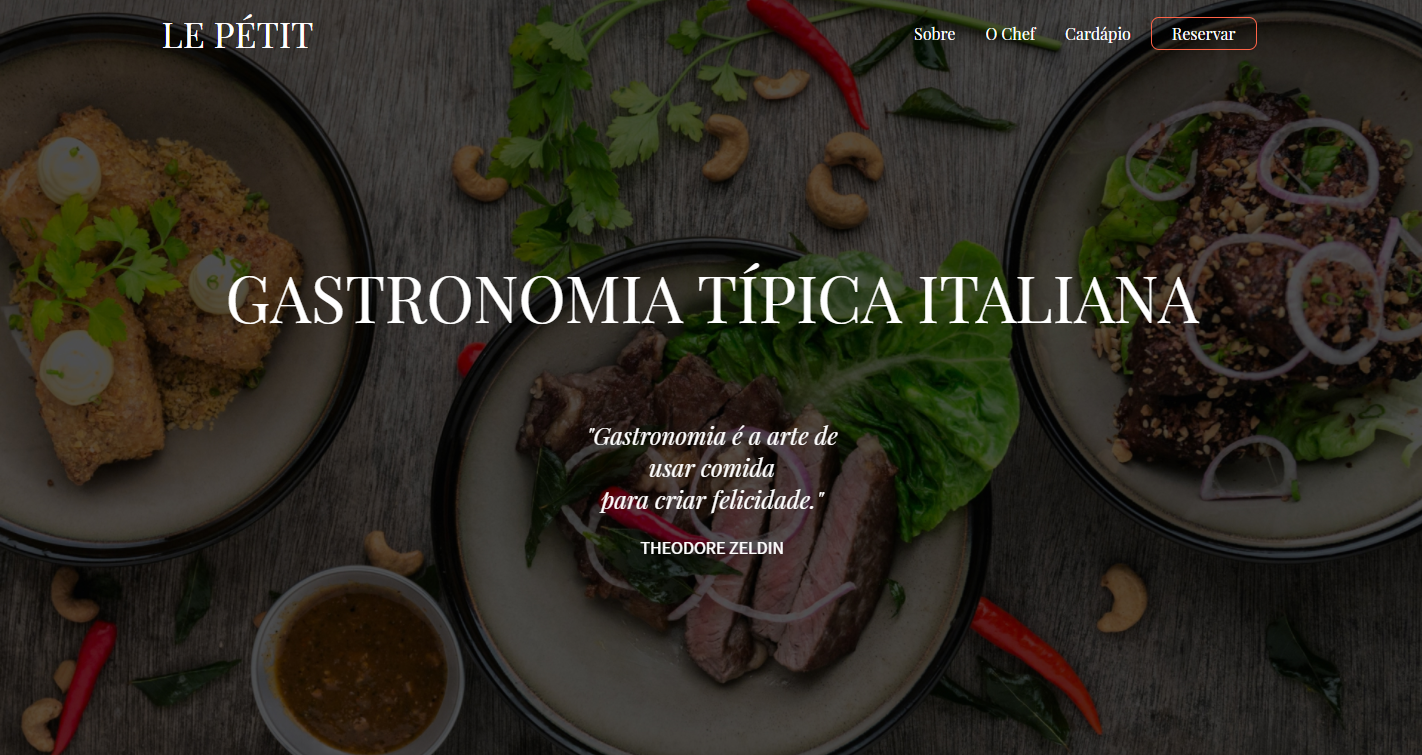 LE PÉTIT
Sobre
O Chef
Cardápio
Reservar
GASTRONOMIA TÍPICA ITALIANA
"Gastronomia é a arte de
usar comida
para criar felicidade."
THEODORE ZELDIN